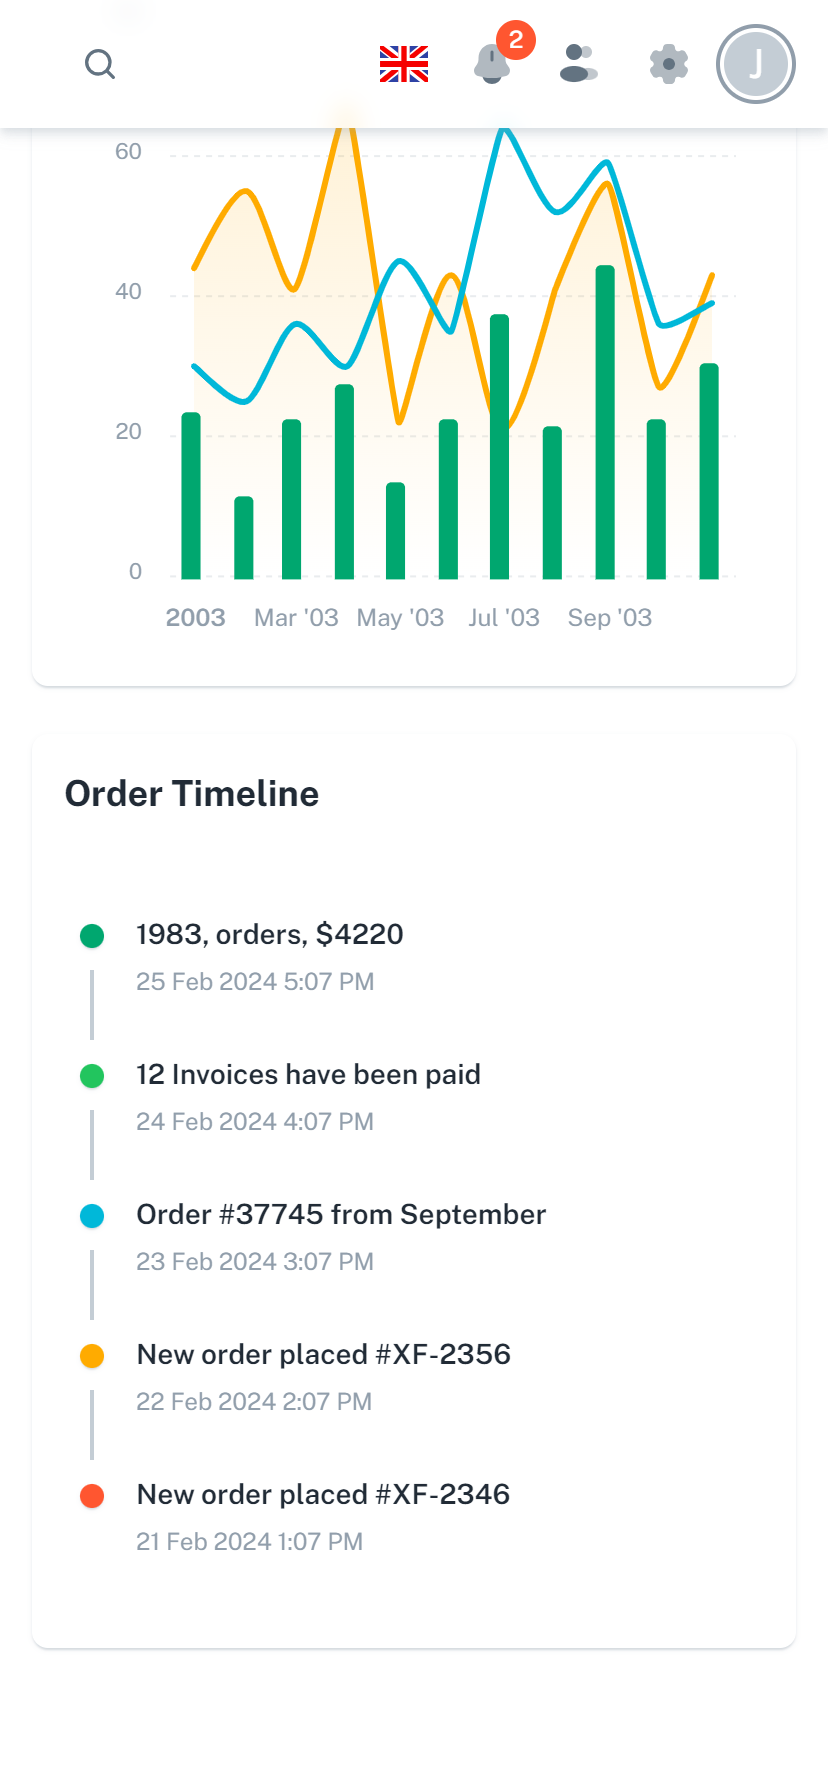 2
J
60
40
20
0
2003 Mar '03 May '03 Jul '03 Sep '03
Order Timeline
1983, orders, $4220
25 Feb 2024 5:07 PM
12 Invoices have been paid
24 Feb 2024 4:07 PM
Order #37745 from September
23 Feb 2024 3:07 PM
New order placed #XF-2356
22 Feb 2024 2:07 PM
New order placed #XF-2346
21 Feb 2024 1:07 PM